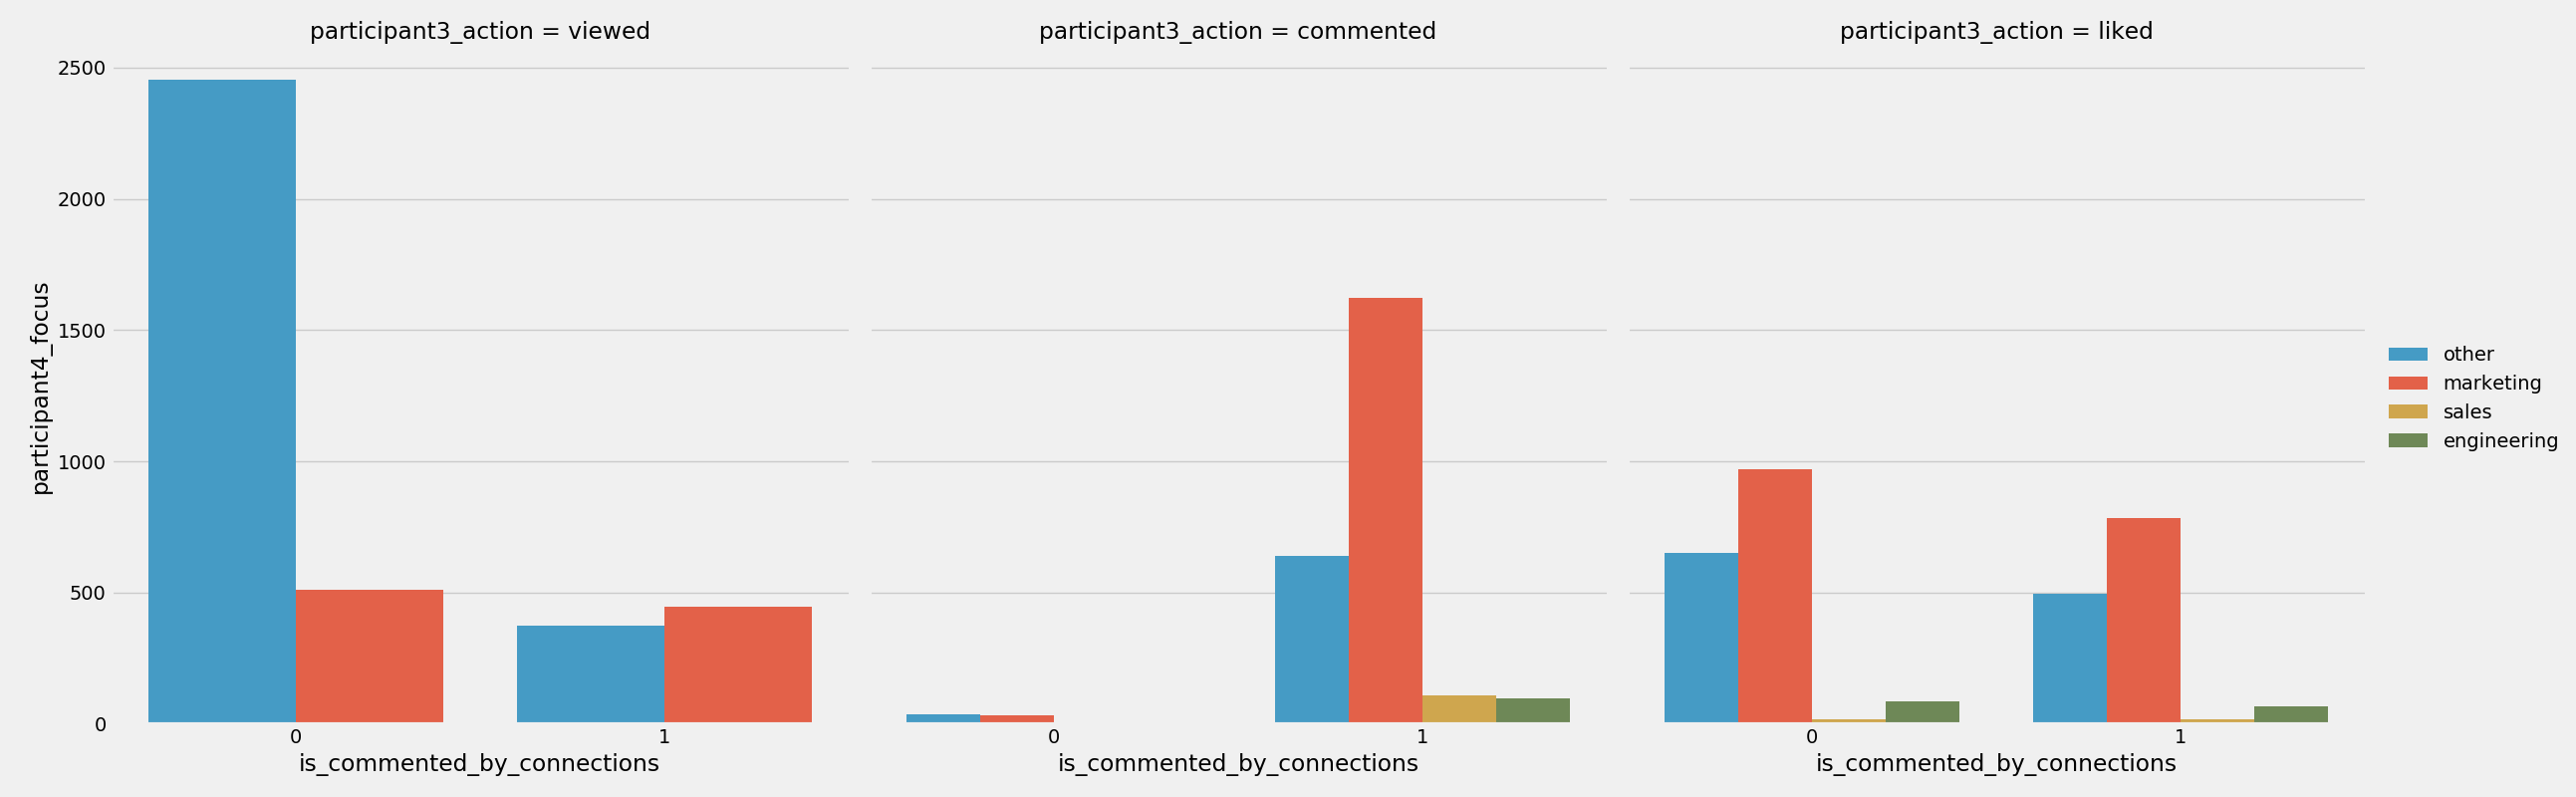 participant3_action = viewed
participant3_action = commented
participant3_action = liked
participant4_focus
2500
2000
1500
1000
500
0
0
1
0
1
0
1
is_commented_by_connections
is_commented_by_connections
is_commented_by_connections
other
marketing
sales
engineering